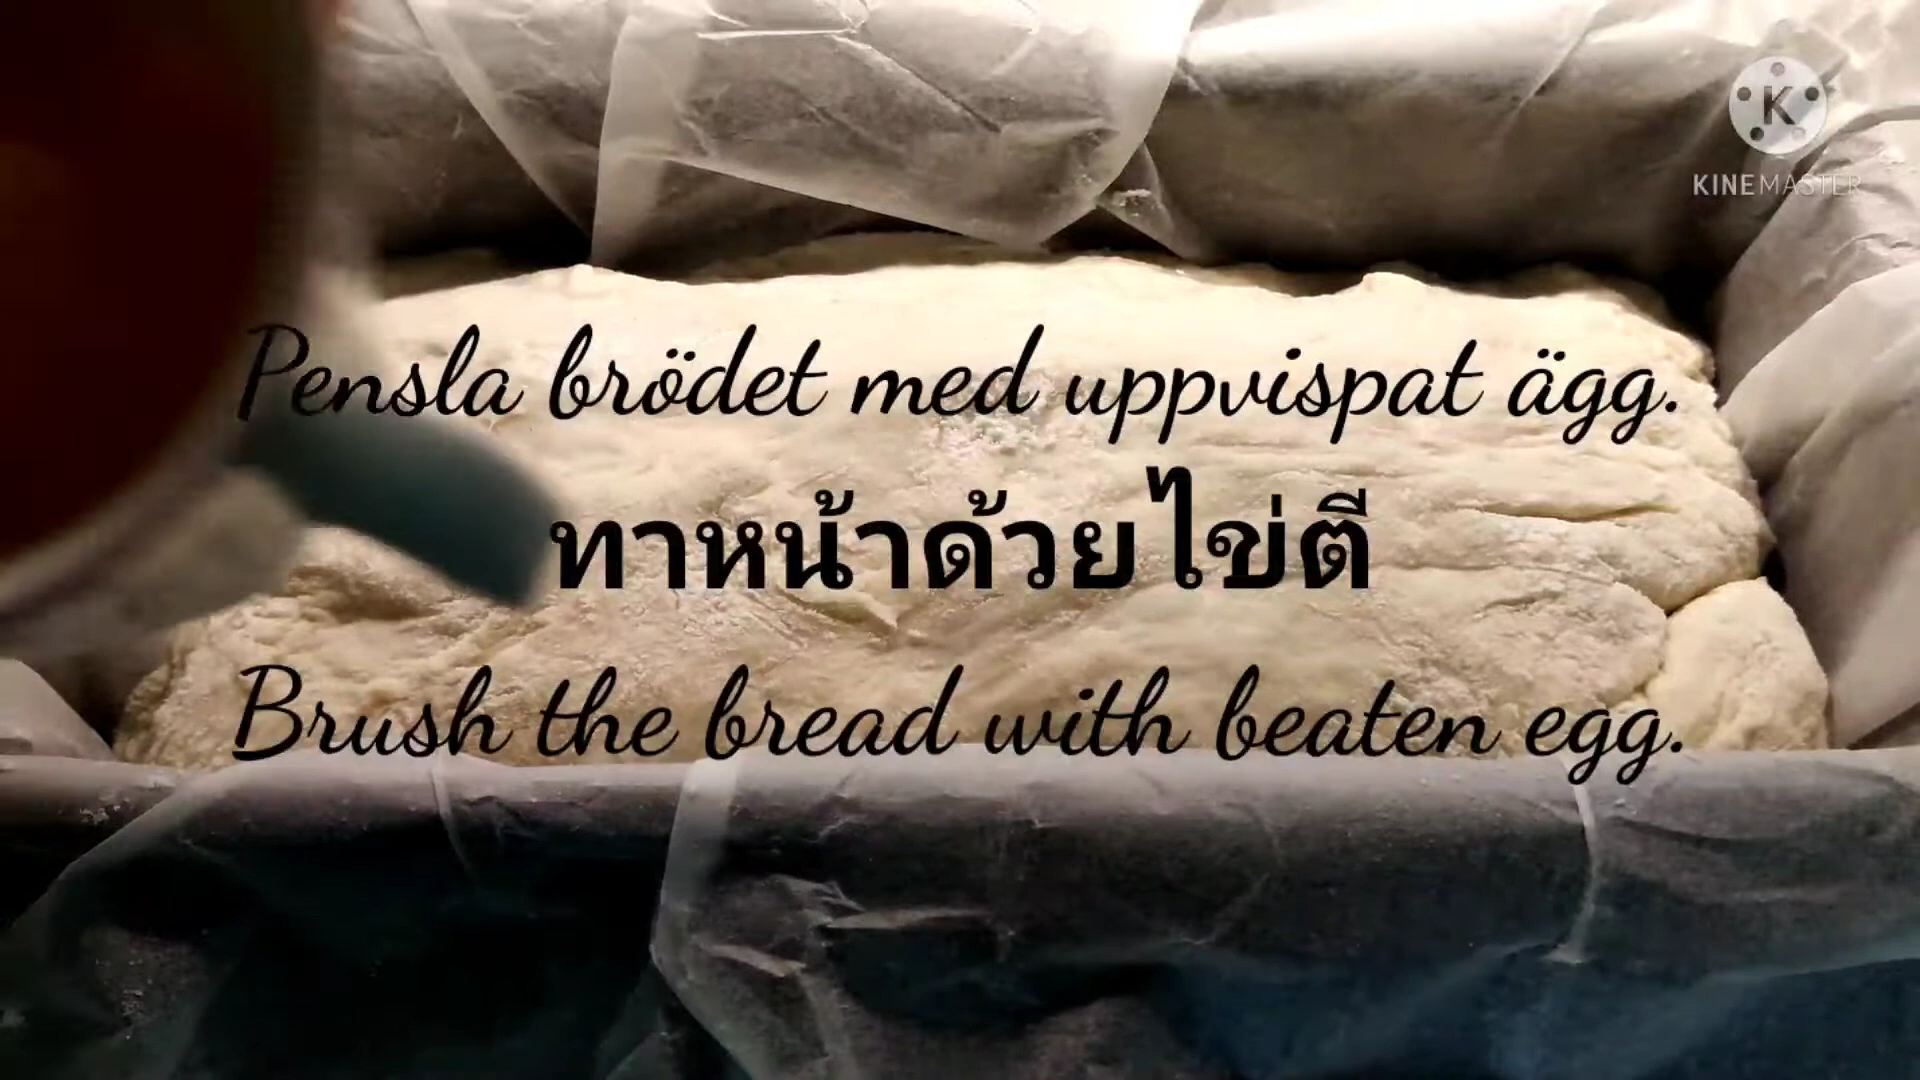 KINEMASTER
Pensla brödet med uppvispat ägg.
ทาหน้าด้วยไข่ตี
Brush the bread with beaten egg.